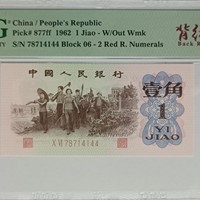 China / People's Republic
Pick# 877ff 1962 1 Jiao - W/Out Wmk
S/N 78714144 Block 06 - 2 Red R. Numerals
中国人民银行
壹角
1
YI
JIAO
78714144